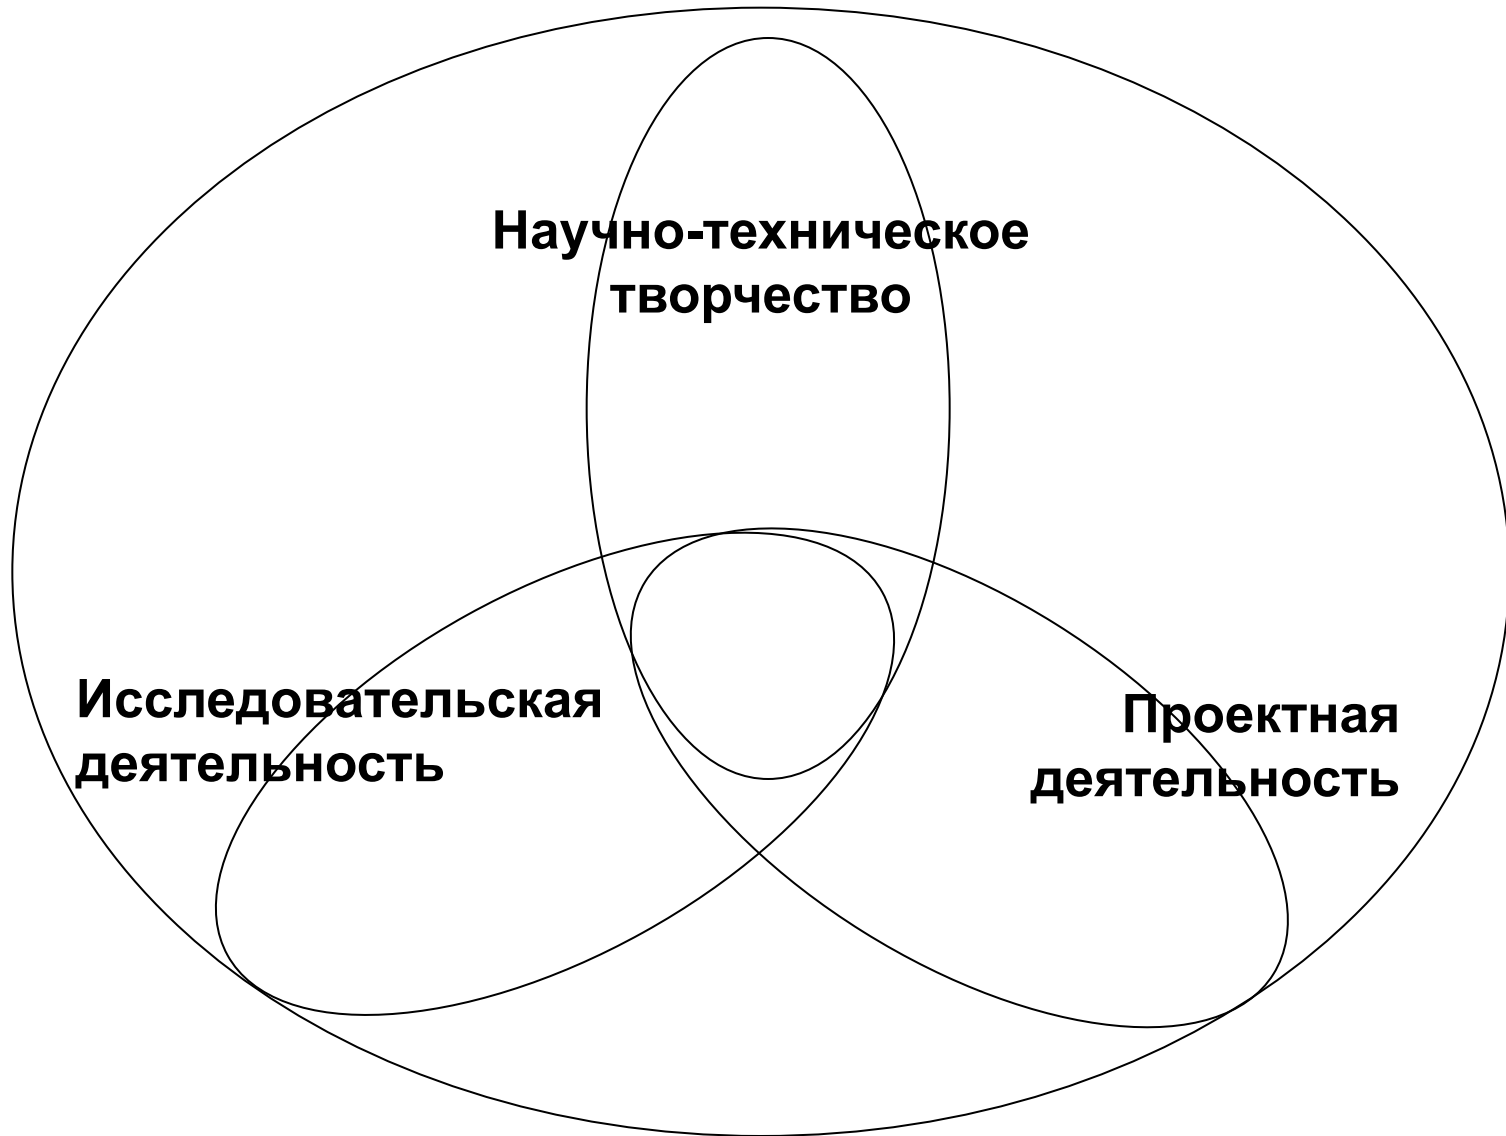 Научно-техническое
творчество
Исследовательская
деятельность
Проектная
деятельность